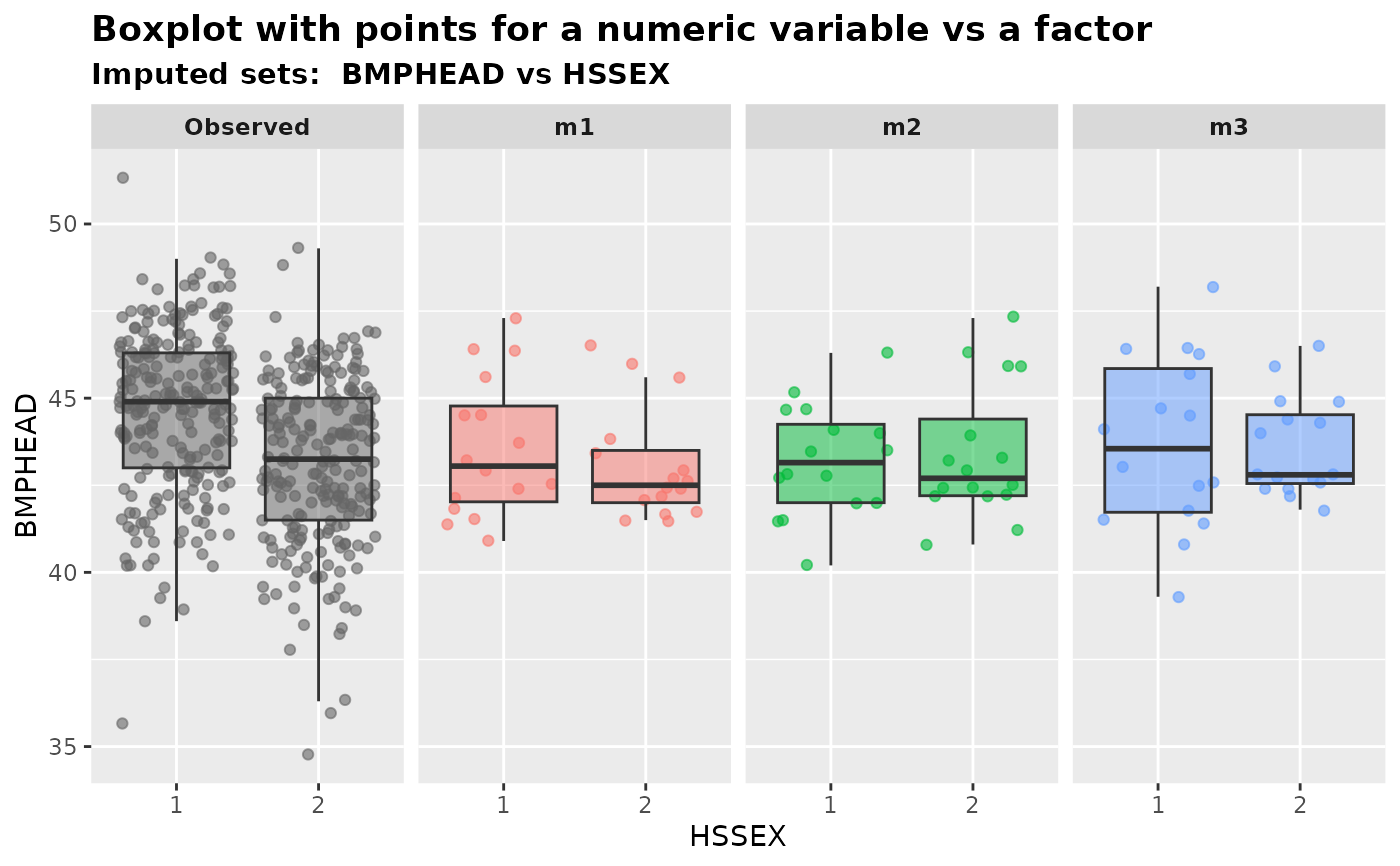 Boxplot with points for a numeric variable vs a factor
Imputed sets:  BMPHEAD vs HSSEX
Observed
m1
m2
m3
50
45
40
35
BMPHEAD
1 2 1 2 1 2 1 2
HSSEX